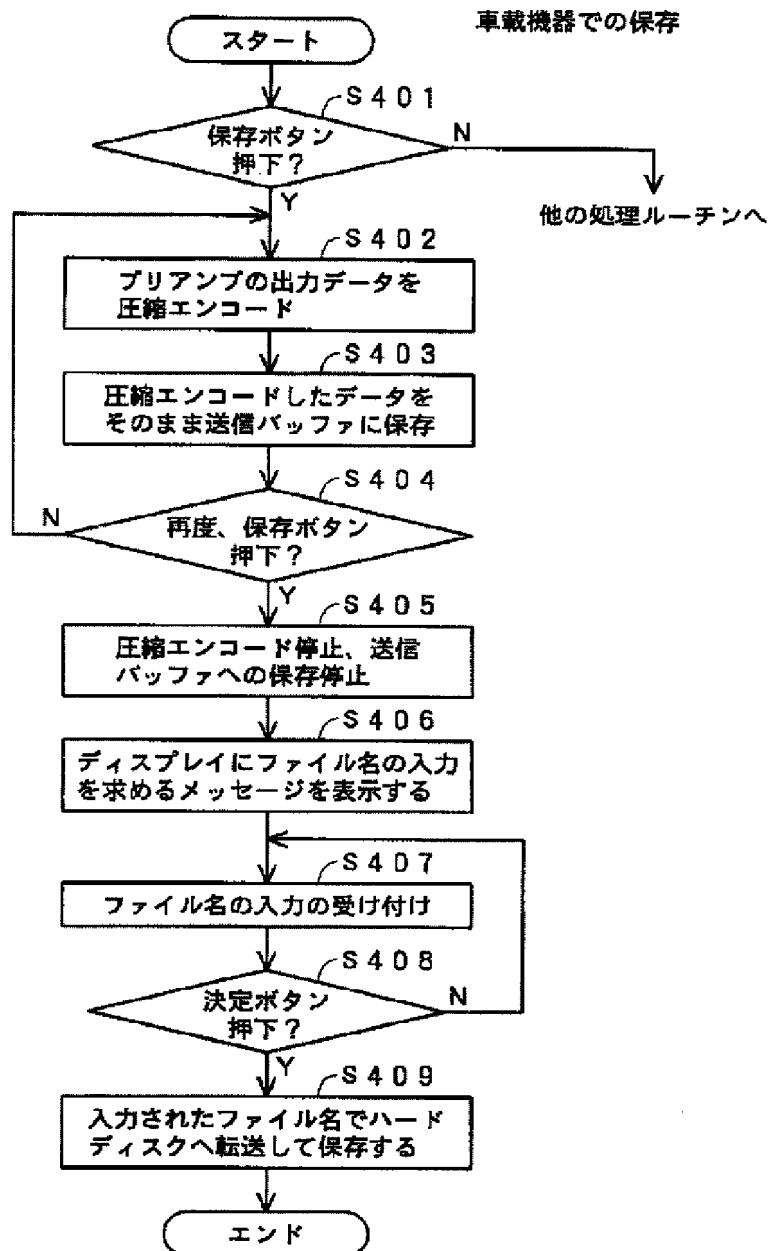 車載機器での保存
スタート
S401
保存ボタン
押下？
N
Y
他の処理ルーチンへ
S402
プリアンプの出力データを
圧縮エンコード
S403
圧縮エンコードしたデータを
そのまま送信バッファに保存
S404
N
再度、保存ボタン
押下？
Y
S405
圧縮エンコード停止、送信
バッファへの保存停止
S406
ディスプレイにファイル名の入力
を求めるメッセージを表示する
S407
ファイル名の入力の受け付け
S408
決定ボタン
押下？
N
Y
S409
入力されたファイル名でハード
ディスクへ転送して保存する
エンド